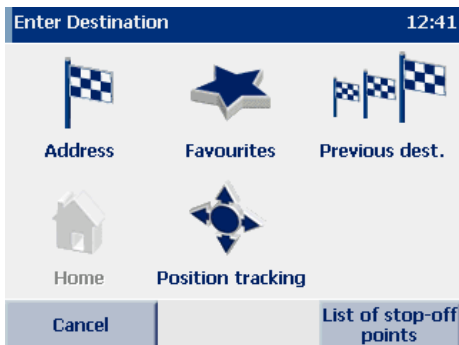 Enter Destination 12:41
Address Favourites Previous dest.
Home Position tracking
Cancel
List of stop-off
points